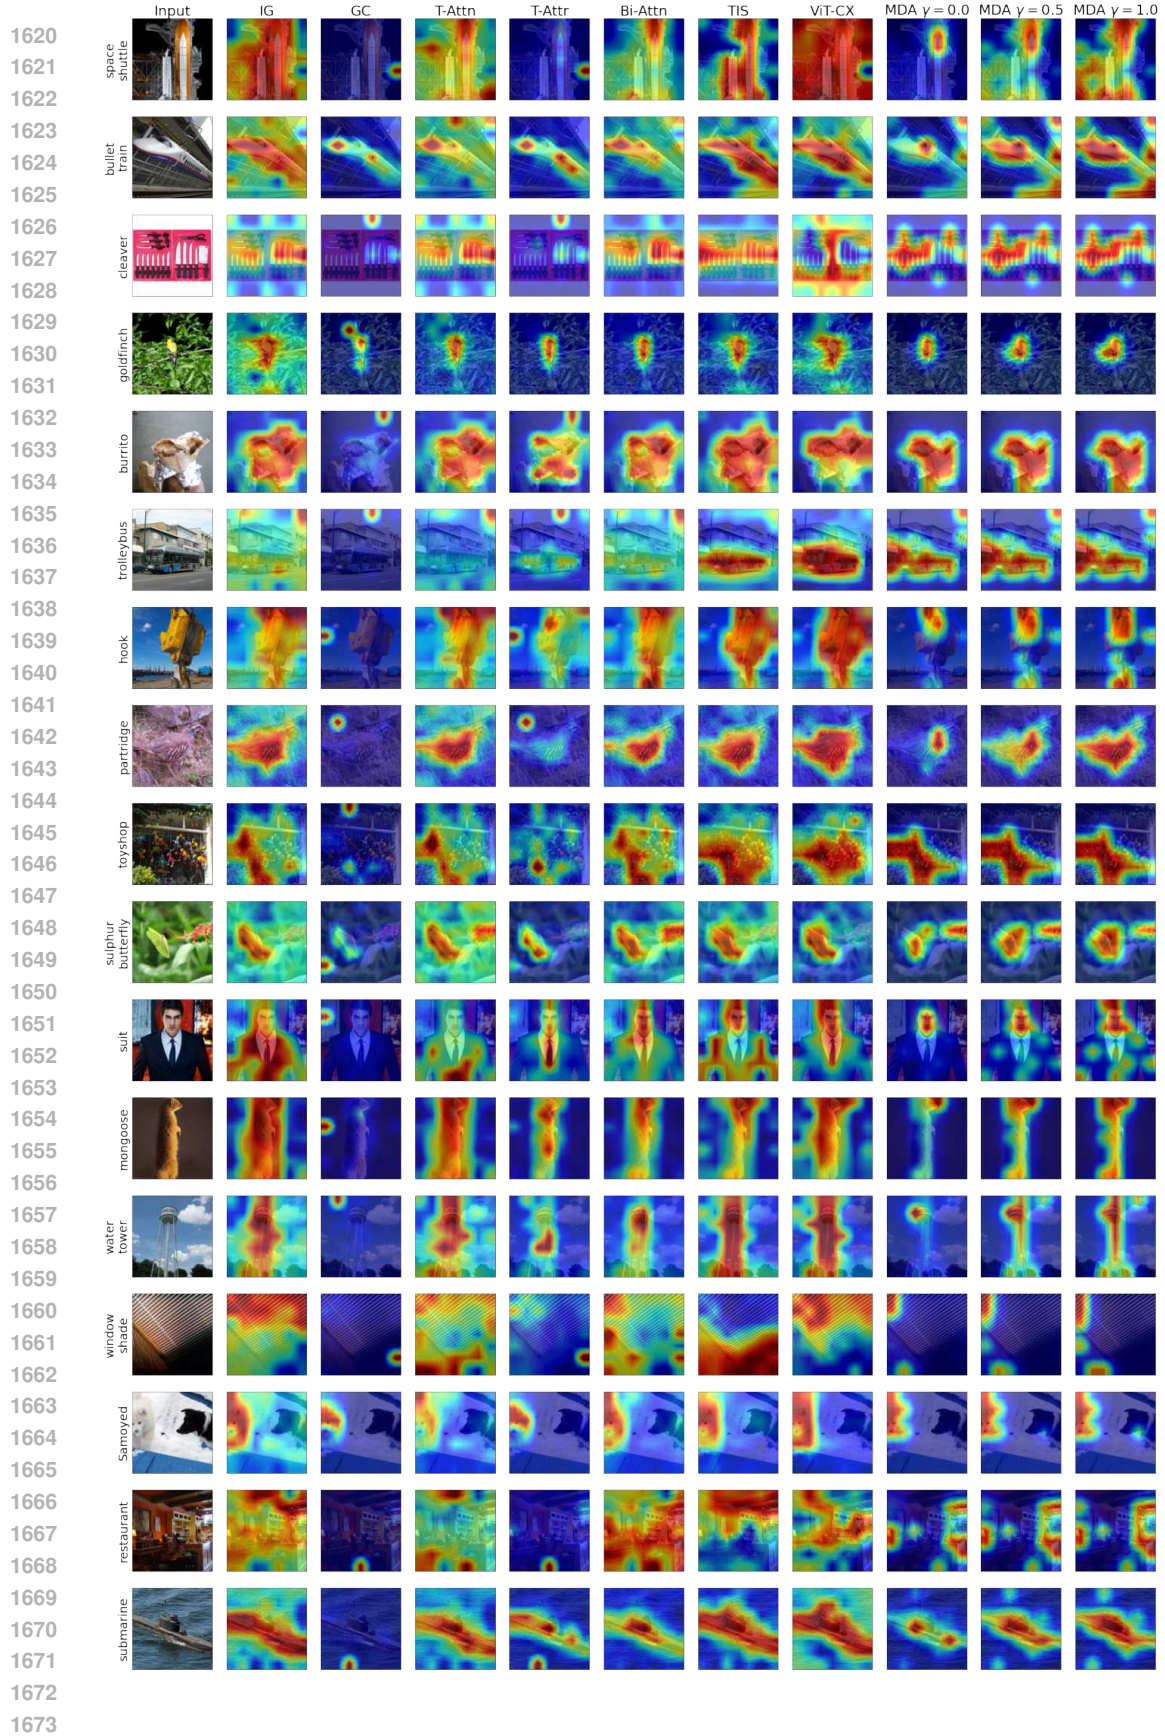 Input IG GC T-Attn T-Attr Bi-Attn TIS ViT-CX MDA γ = 0.0 MDA γ = 0.5 MDA γ = 1.0
1620
space
shuttle
1621
1622
1623
bullet
train
1624
1625
1626
cleaver
1627
1628
1629
goldfinch
1630
1631
1632
burrito
1633
1634
1635
trolleybus
1636
1637
1638
hook
1639
1640
1641
partridge
1642
1643
1644
toyshop
1645
1646
1647
sulphur
butterfly
1648
1649
1650
suit
1651
1652
1653
mongoose
1654
1655
1656
water
tower
1657
1658
1659
window
shade
1660
1661
1662
Samoyed
1663
1664
1665
restaurant
1666
1667
1668
submarine
1669
1670
1671
1672
1673